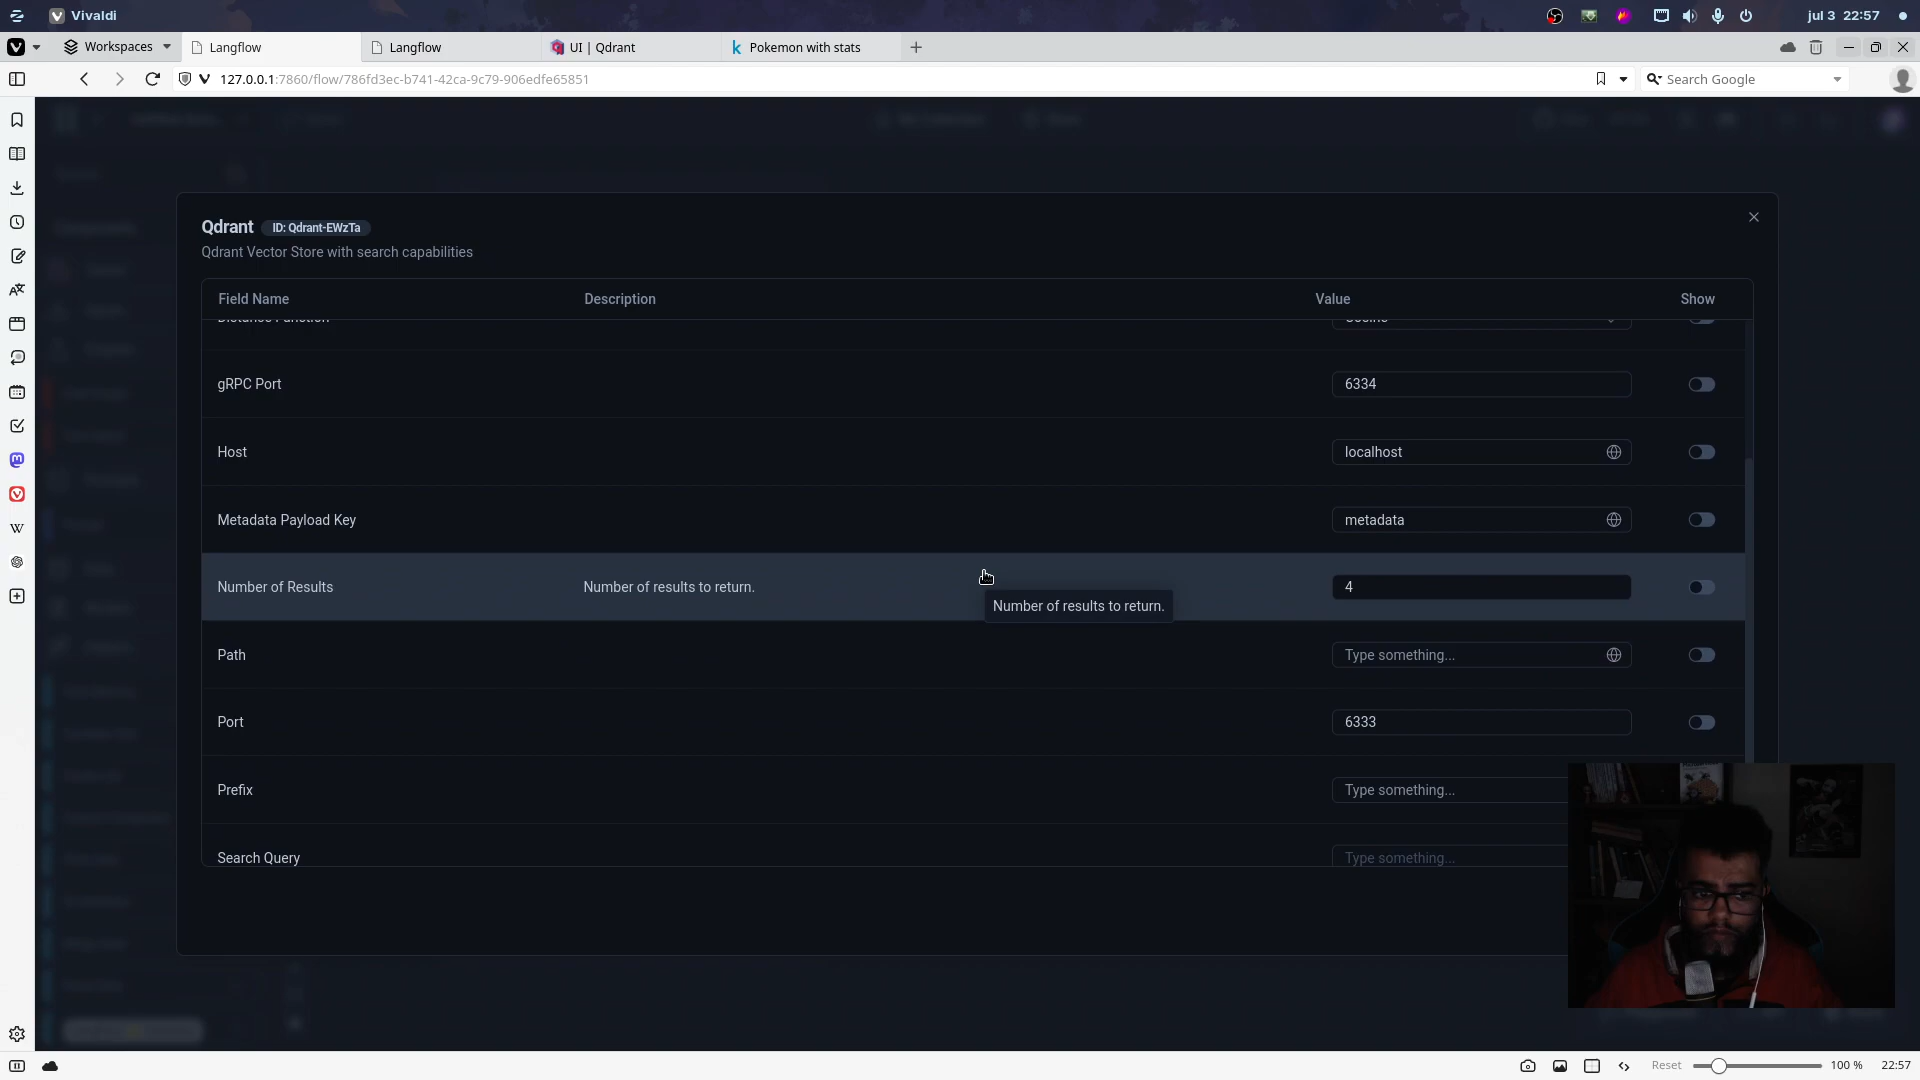 Vivaldi
jul 3 22:57
Workspaces
Langflow
Langflow
UI | Qdrant
Pokemon with stats
127.0.0.1:7860/flow/786fd3ec-b741-42ca-9c79-906edfe65851
Search Google
Qdrant
ID: Qdrant-EWzTa
Qdrant Vector Store with search capabilities
Field Name
Description
Value
Show
Distance Function
Cosine
gRPC Port
6334
Host
localhost
Metadata Payload Key
metadata
Number of Results
Number of results to return.
4
Number of results to return.
Path
Type something...
Port
6333
Prefix
Type something...
Search Query
Type something...
Reset
100 %
22:57